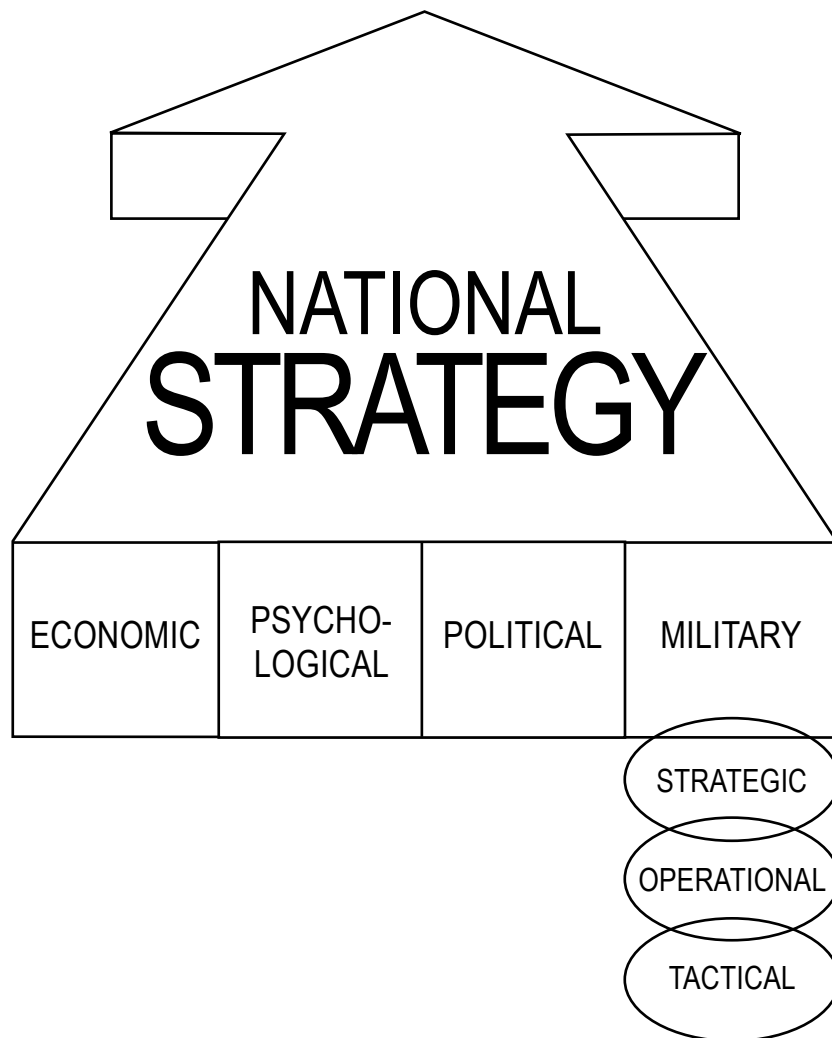 NATIONAL
STRATEGY
ECONOMIC
PSYCHO-
LOGICAL
POLITICAL
MILITARY
STRATEGIC
OPERATIONAL
TACTICAL